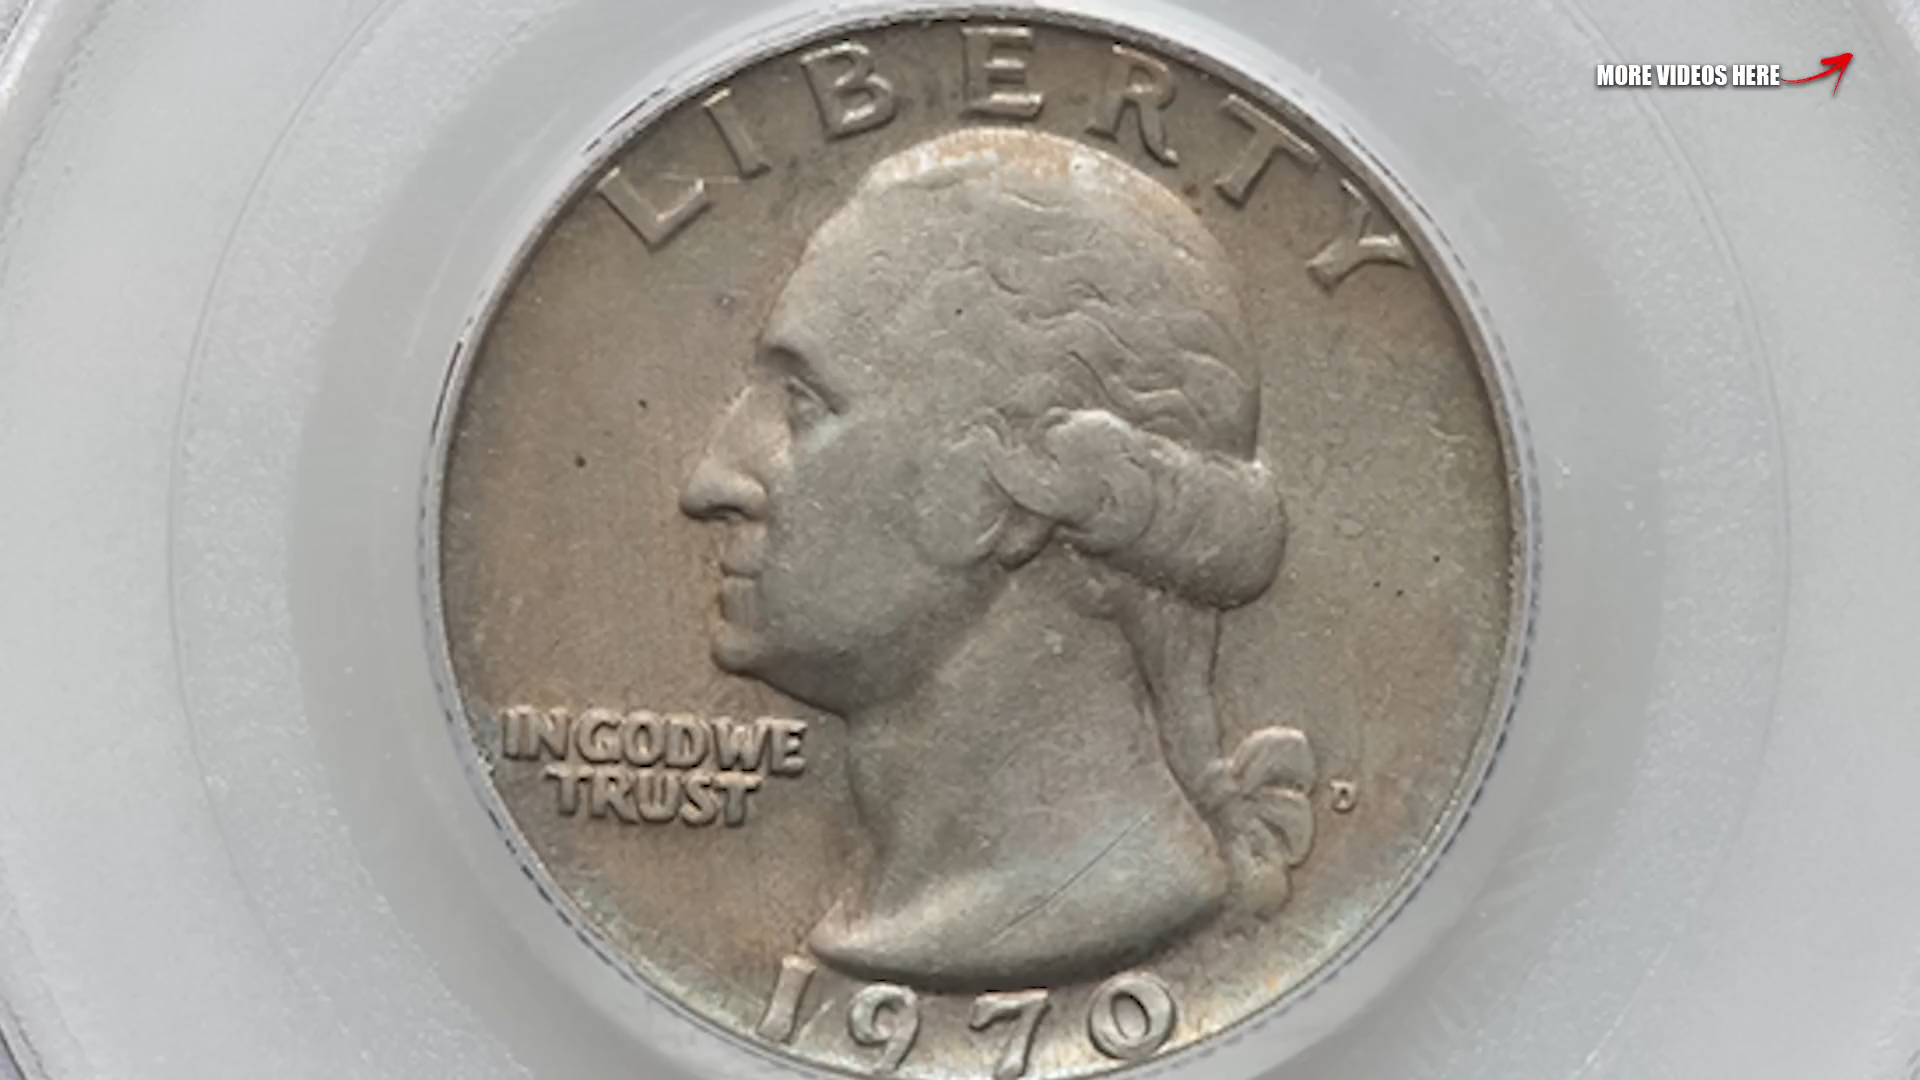 MORE VIDEOS HERE
LIBERTY
IN GOD WE
TRUST
D
1970